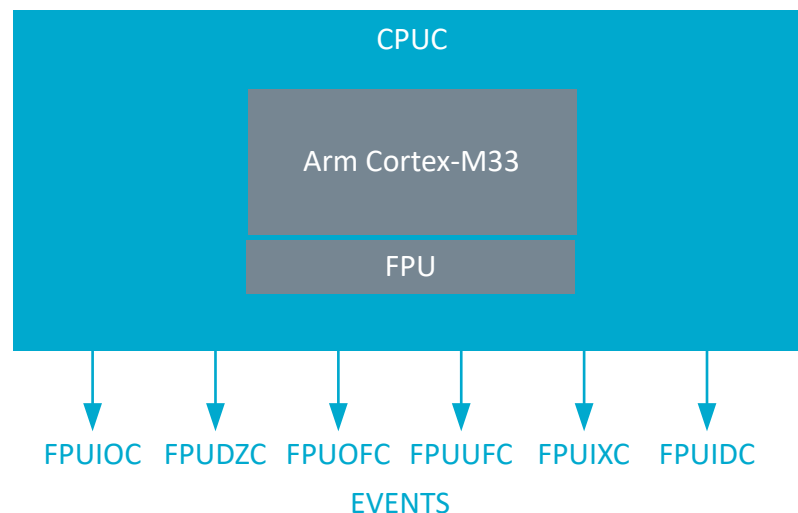 CPUC
Arm Cortex-M33
FPU
FPUIOC FPUDZC FPUOFC FPUUFC FPUIXC FPUIDC
EVENTS